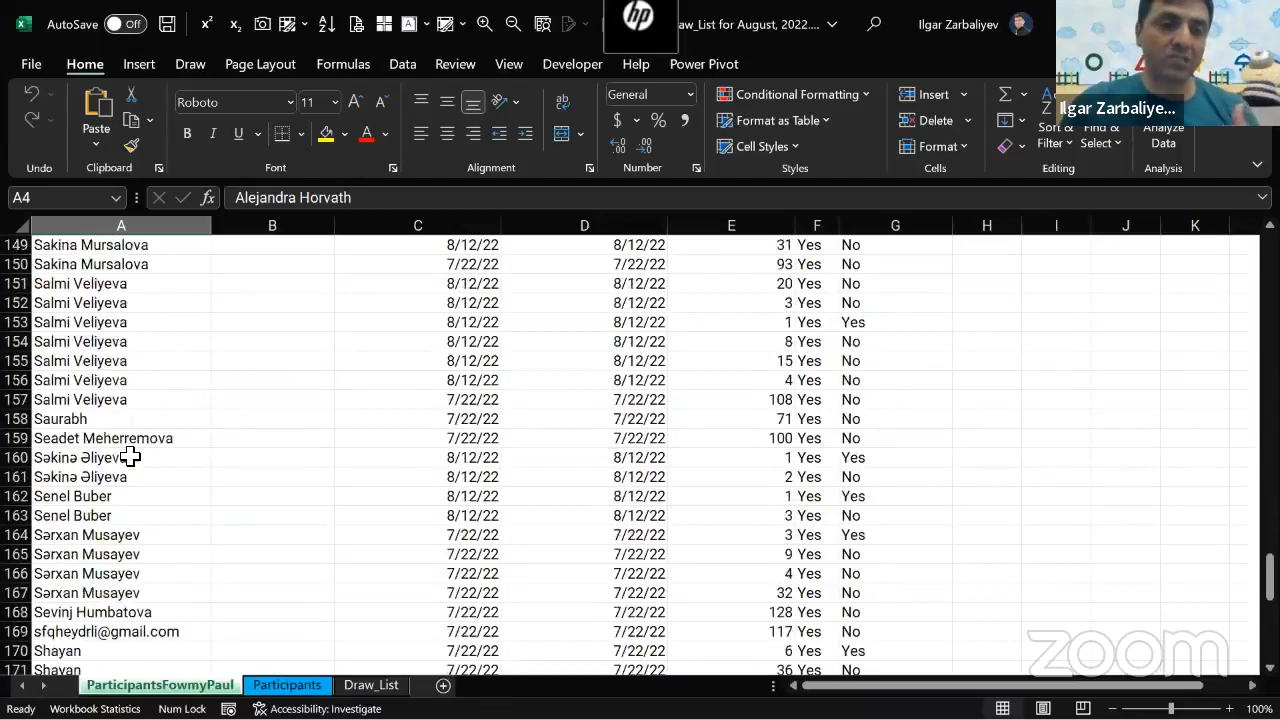 AutoSave Off
hp
aw_List for August, 2022....
Ilgar Zarbaliyev
File Home Insert Draw Page Layout Formulas Data Review View Developer Help Power Pivot
Ilgar Zarbaliye...
Roboto 11
General
Conditional Formatting
Insert
Paste
Format as Table
Delete
Sort & Filter
Find & Select
Analyze Data
Cell Styles
Format
Undo Clipboard Font Alignment Number Styles Cells Editing Analysis
A4 fx Alejandra Horvath
A B C D E F G H I J K
149 Sakina Mursalova 8/12/22 8/12/22 31 Yes No
150 Sakina Mursalova 7/22/22 7/22/22 93 Yes No
151 Salmi Veliyeva 8/12/22 8/12/22 20 Yes No
152 Salmi Veliyeva 8/12/22 8/12/22 3 Yes No
153 Salmi Veliyeva 8/12/22 8/12/22 1 Yes Yes
154 Salmi Veliyeva 8/12/22 8/12/22 8 Yes No
155 Salmi Veliyeva 8/12/22 8/12/22 15 Yes No
156 Salmi Veliyeva 8/12/22 8/12/22 4 Yes No
157 Salmi Veliyeva 7/22/22 7/22/22 108 Yes No
158 Saurabh 7/22/22 7/22/22 71 Yes No
159 Seadet Meherremova 7/22/22 7/22/22 100 Yes No
160 Səkinə Əliyev 8/12/22 8/12/22 1 Yes Yes
161 Səkinə Əliyeva 8/12/22 8/12/22 2 Yes No
162 Senel Buber 8/12/22 8/12/22 1 Yes Yes
163 Senel Buber 8/12/22 8/12/22 3 Yes No
164 Sərxan Musayev 7/22/22 7/22/22 3 Yes Yes
165 Sərxan Musayev 7/22/22 7/22/22 9 Yes No
166 Sərxan Musayev 7/22/22 7/22/22 4 Yes No
167 Sərxan Musayev 7/22/22 7/22/22 32 Yes No
168 Sevinj Humbatova 7/22/22 7/22/22 128 Yes No
169 sfqheydrli@gmail.com 7/22/22 7/22/22 117 Yes No
170 Shayan 7/22/22 7/22/22 6 Yes Yes
171 Shayan 7/22/22 7/22/22 36 Yes No
zoom
ParticipantsFowmyPaul Participants Draw_List
Ready Workbook Statistics Num Lock Accessibility: Investigate 100%